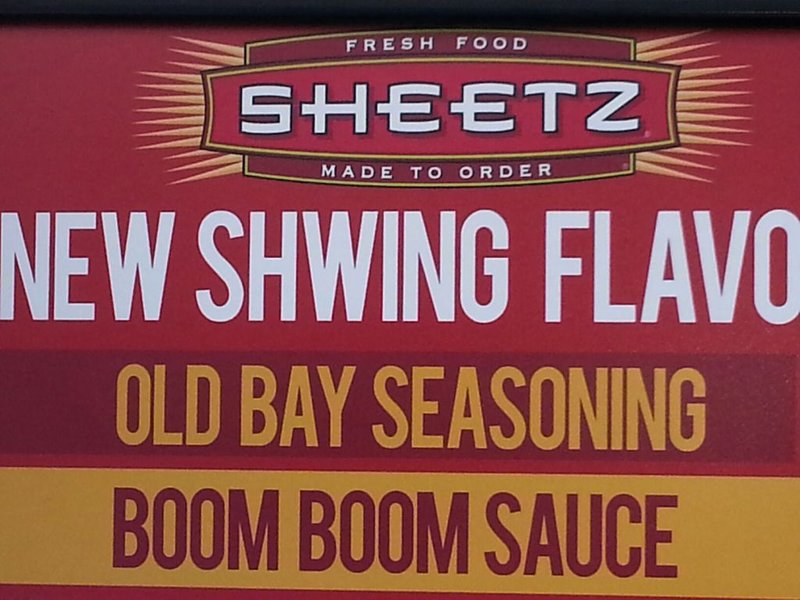 FRESH FOOD
SHEETZ
MADE TO ORDER
NEW SHWING FLAVO
OLD BAY SEASONING
BOOM BOOM SAUCE